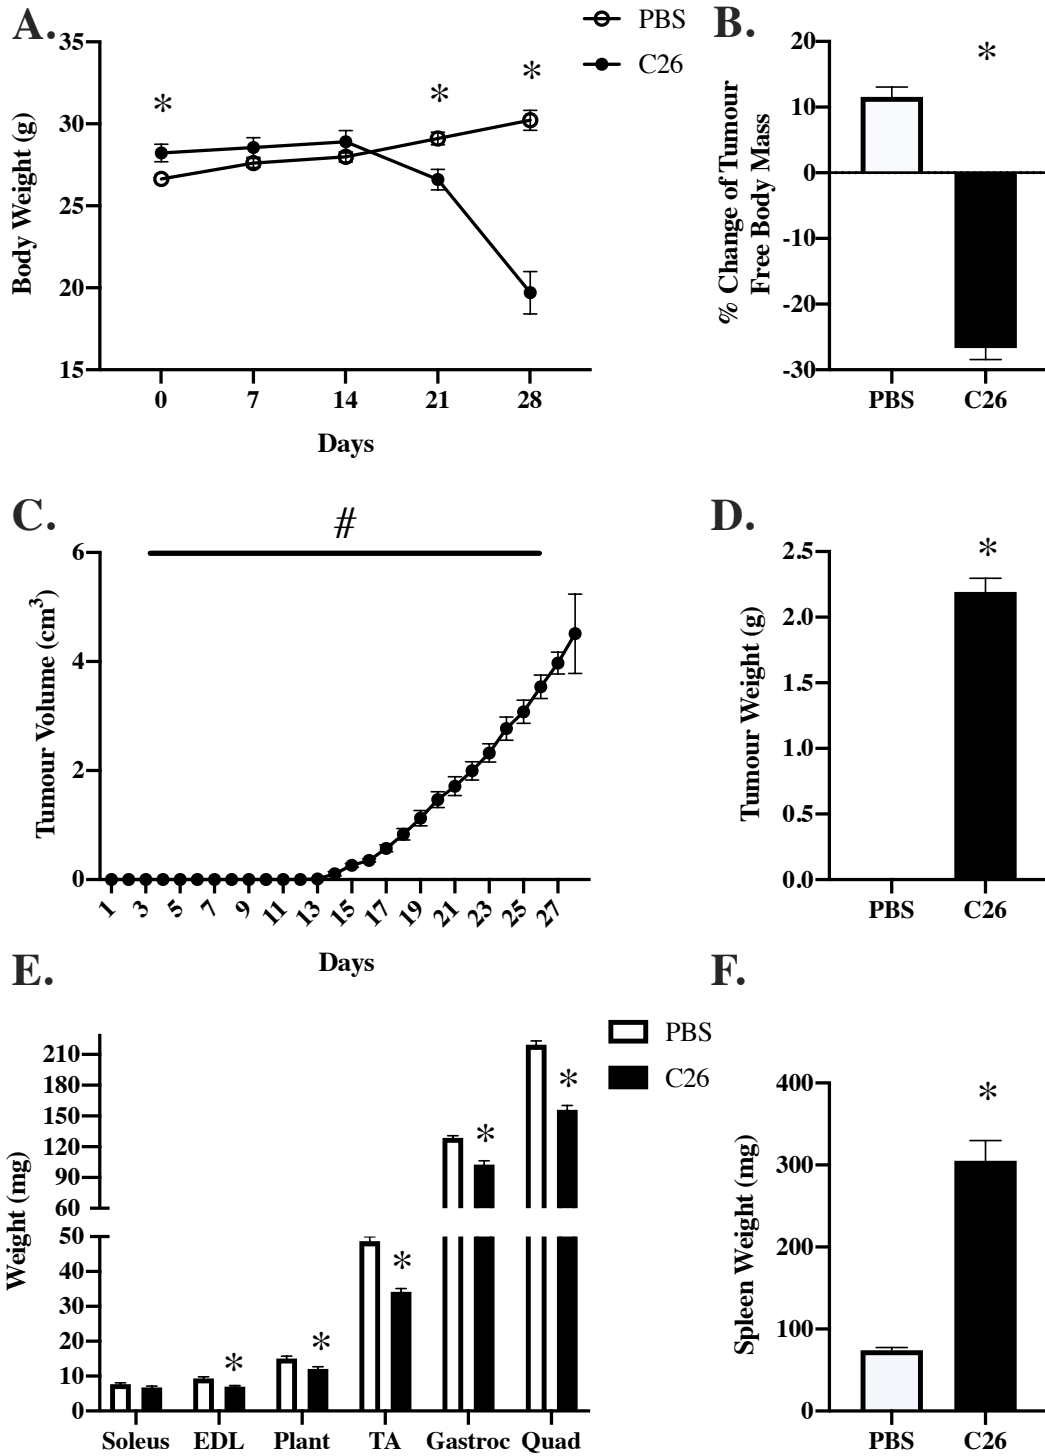 A.
PBS
C26
35
30
25
20
15
Body Weight (g)
*
*
*
0 7 14 21 28
Days
B.
20
10
0
-10
-20
-30
% Change of Tumour
Free Body Mass
*
PBS C26
C.
#
6
4
2
0
Tumour Volume (cm³)
1 3 5 7 9 11 13 15 17 19 21 23 25 27
Days
D.
2.5
2.0
1.5
1.0
0.5
0.0
Tumour Weight (g)
*
PBS C26
E.
PBS
C26
210
180
150
120
90
60
50
40
30
20
10
0
Weight (mg)
* * * * *
Soleus EDL Plant TA Gastroc Quad
F.
400
300
200
100
0
Spleen Weight (mg)
*
PBS C26